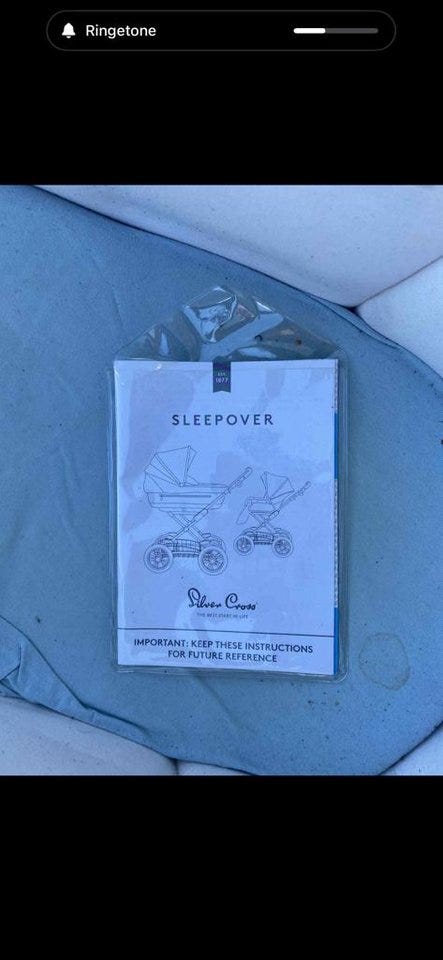 Ringetone
EST.
1877
SLEEPOVER
Silver Cross
THE BEST START IN LIFE
IMPORTANT: KEEP THESE INSTRUCTIONS
FOR FUTURE REFERENCE